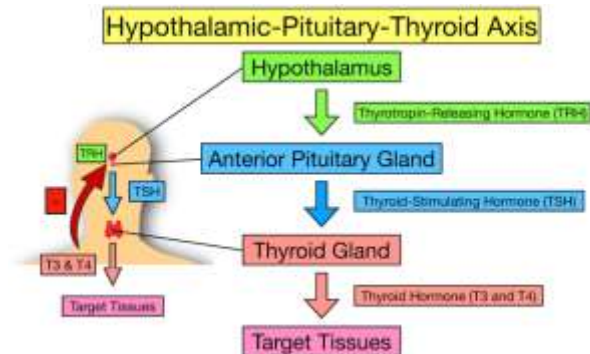 Hypothalamic-Pituitary-Thyroid Axis
Hypothalamus
Thyrotropin-Releasing Hormone (TRH)
TRH
Anterior Pituitary Gland
TSH
Thyroid-Stimulating Hormone (TSH)
Thyroid Gland
T3 & T4
Thyroid Hormone (T3 and T4)
Target Tissues
Target Tissues